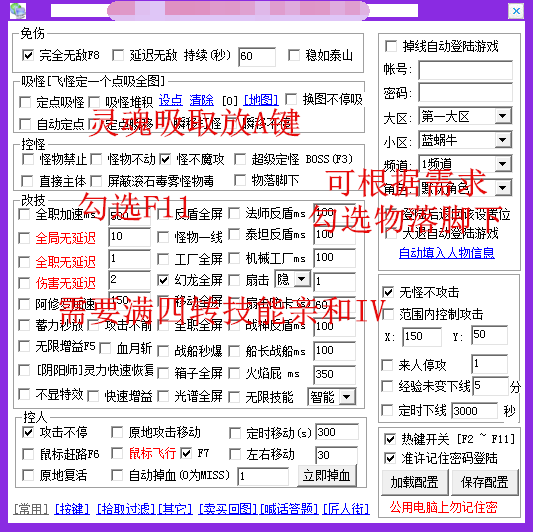 免伤
完全无敌F8 延迟无敌 持续(秒) 60 稳如泰山
吸怪[飞怪定一个点吸全图]
定点吸怪 吸怪堆积 设点 清除 [0] [地图] 换图不停吸
自动定点
灵魂吸取放A键
控怪
怪物禁止 怪物不动 怪不魔攻 超级定怪 BOSS(F3)
直接主体 屏蔽滚石毒雾怪物毒 物落脚下
勾选F11
可根据需求
勾选物落脚下
改技
全职加速ms 500 反盾全屏 法师反盾ms 100
全局无延迟 10 怪物一线 泰坦反盾ms 100
全职无延迟 1 工厂全屏 机械工厂ms 100
伤害无延迟 2 幻龙全屏 扇击 隐 1
阿修罗加速 150 移动全屏 60
需要满四转技能亲和IV
蓄力秒放 攻击不前 全职全屏 战神反盾ms 100
无限增益F5 血月斩 战船秒爆 船长战船ms 100
[阴阳师]灵力快速恢复 箱子全屏 火焰屁 ms 350
不显特效 快速增益 光谱全屏 无限技能 智能
控人
攻击不停 原地攻击移动 定时移动(s) 300
鼠标赶路F6 鼠标飞行 F7 左右移动 30
原地复活 自动掉血(0为MISS) 1 立即掉血
[常用] [按键] [拾取过滤] [其它] [卖买回图] [喊话答题] [匠人街]
掉线自动登陆游戏
帐号:
密码:
大区: 第一大区
小区: 蓝蜗牛
频道: 1频道
角色: 默认角色
登陆后退回该设置位
人退自动登陆游戏
自动填入人物信息
无怪不攻击
范围内控制攻击
X: 150 Y: 50
来人停攻 1
经验未变下线 5 分
定时下线 3000 秒
热键开关 [F2 ~ F11]
准许记住密码登陆
加载配置 保存配置
公用电脑上勿记住密